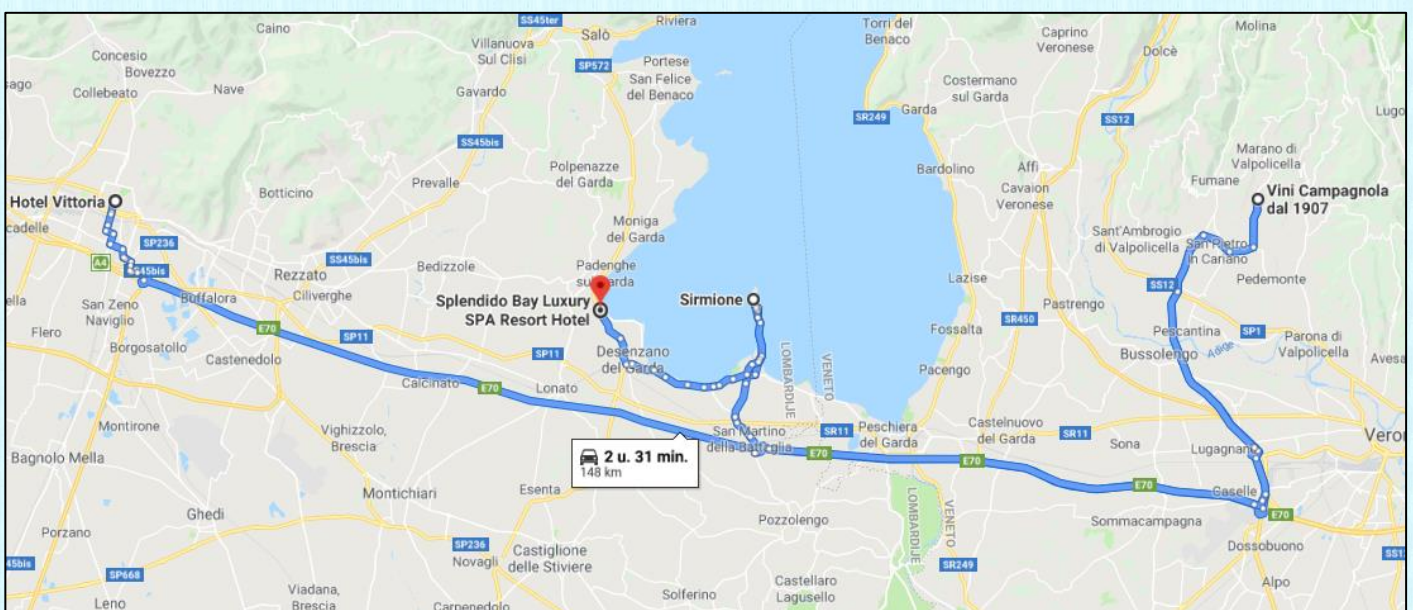 SS45ter
Riviera
Caino
Salò
Torri del
Benaco
Molina
Concesio
Villanuova
Sul Clisi
Caprino
Veronese
Dolcè
Bovezzo
SP572
Portese
Collebeato
Nave
Gavardo
San Felice
del Benaco
Costermano
sul Garda
Garda
SR249
SS12
Lugo
SS45bis
Marano di
Valpolicella
Polpenazze
del Garda
Bardolino
Affi
Fumane
Botticino
Prevalle
Cavaion
Veronese
Vini Campagnola
dal 1907
Hotel Vittoria
cadelle
Moniga
del Garda
Sant'Ambrogio
di Valpolicella
San Pietro
in Cariano
SP236
A4
SS45bis
SS45bis
Rezzato
Bedizzole
Padenghe
sul Garda
Lazise
Pedemonte
SS12
Ciliverghe
Buffalora
Splendido Bay Luxury
SPA Resort Hotel
Sirmione
Pastrengo
San Zeno
Naviglio
Flero
E70
SP11
Fossalta
SR450
Pescantina
SP1
Parona di
Valpolicella
Borgosatollo
Castenedolo
SP11
Desenzano
del Garda
LOMBARDIJE
VENETO
Bussolengo
Adige
Avesa
Calcinato
E70
Lonato
Pacengo
Montirone
Vighizzolo,
Brescia
San Martino
della Battaglia
SR11
Peschiera
del Garda
Castelnuovo
del Garda
SR11
Sona
Lugagnano
Bagnolo Mella
2 u. 31 min.
148 km
E70
E70
E70
Caselle
E70
Montichiari
Esenta
LOMBARDIJE
VENETO
Sommacampagna
Ghedi
Pozzolengo
Porzano
SP236
Novagli
Castiglione
delle Stiviere
Dossobuono
SS45bis
SR249
SP668
Viadana,
Brescia
Castellaro
Lagusello
Alpo
Leno
Carpenedolo
Solferino